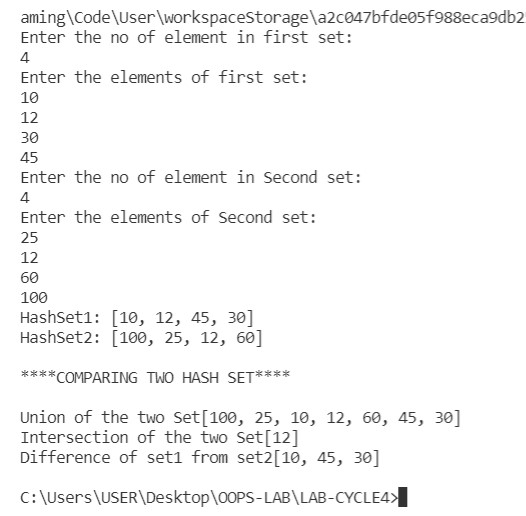 aming\Code\User\workspaceStorage\a2c047bfde05f988eca9db2
Enter the no of element in first set:
4
Enter the elements of first set:
10
12
30
45
Enter the no of element in Second set:
4
Enter the elements of Second set:
25
12
60
100
HashSet1: [10, 12, 45, 30]
HashSet2: [100, 25, 12, 60]
****COMPARING TWO HASH SET****
Union of the two Set[100, 25, 10, 12, 60, 45, 30]
Intersection of the two Set[12]
Difference of set1 from set2[10, 45, 30]
C:\Users\USER\Desktop\OOPS-LAB\LAB-CYCLE4>